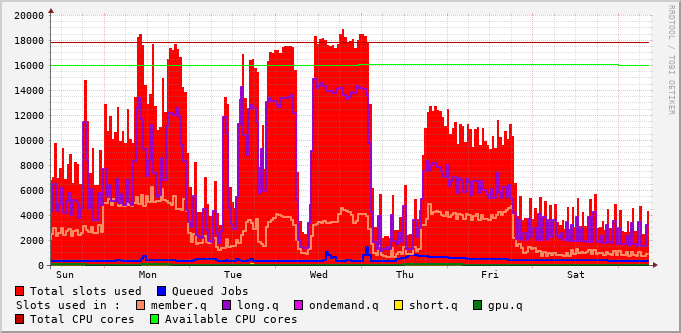 20000
18000
16000
14000
12000
10000
8000
6000
4000
2000
0
Sun Mon Tue Wed Thu Fri Sat
RRDTOOL / TOBI OETIKER
Total slots used Queued Jobs
Slots used in : member.q long.q ondemand.q short.q gpu.q
Total CPU cores Available CPU cores